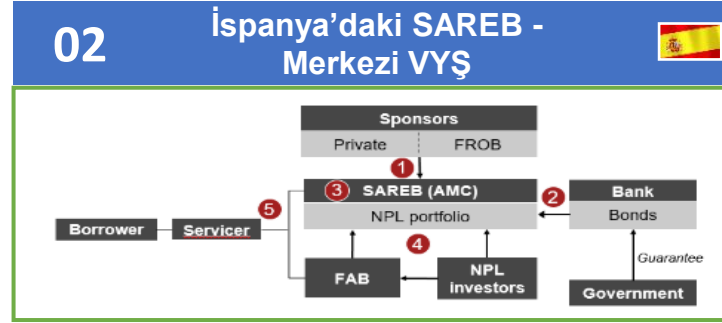 02
İspanya’daki SAREB -
Merkezi VYŞ
Sponsors
Private FROB
1
3 SAREB (AMC)
NPL portfolio
2
Bank
Bonds
5
Borrower Servicer
4
Guarantee
FAB
NPL
investors
Government